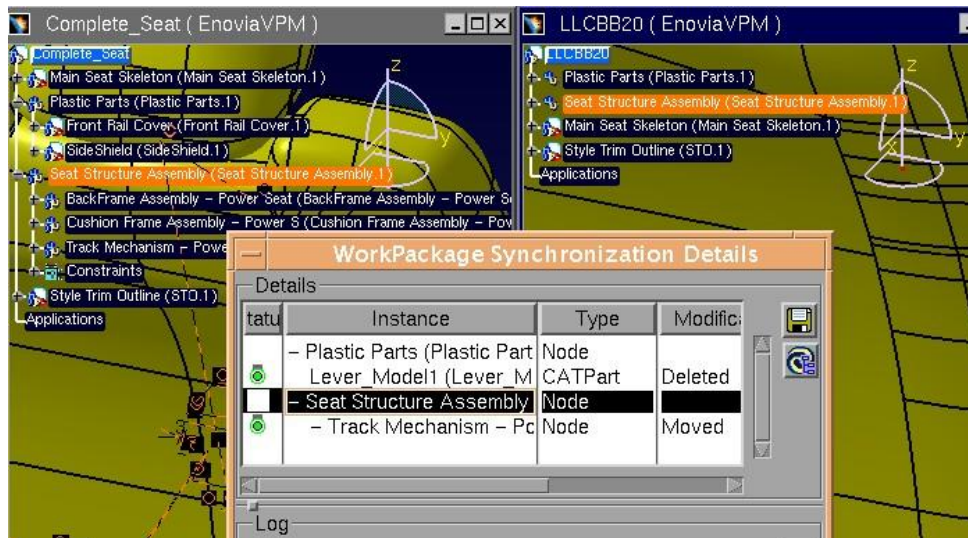 Complete_Seat ( EnoviaVPM )
Complete_Seat
Main Seat Skeleton (Main Seat Skeleton.1)
Plastic Parts (Plastic Parts.1)
Front Rail Cover (Front Rail Cover.1)
SideShield (SideShield.1)
Seat Structure Assembly (Seat Structure Assembly.1)
BackFrame Assembly – Power Seat (BackFrame Assembly – Power Se
Cushion Frame Assembly – Power S (Cushion Frame Assembly – Pow
Track Mechanism – Powe
Constraints
Style Trim Outline (STO.1)
Applications
z
y
x
LLCBB20 ( EnoviaVPM )
LLCBB20
Plastic Parts (Plastic Parts.1)
Seat Structure Assembly (Seat Structure Assembly.1)
Main Seat Skeleton (Main Seat Skeleton.1)
Style Trim Outline (STO.1)
Applications
z
y
x
WorkPackage Synchronization Details
Details
tatu Instance Type Modifica
– Plastic Parts (Plastic Part Node
Lever_Model1 (Lever_M CATPart Deleted
– Seat Structure Assembly Node
– Track Mechanism – Po Node Moved
Log